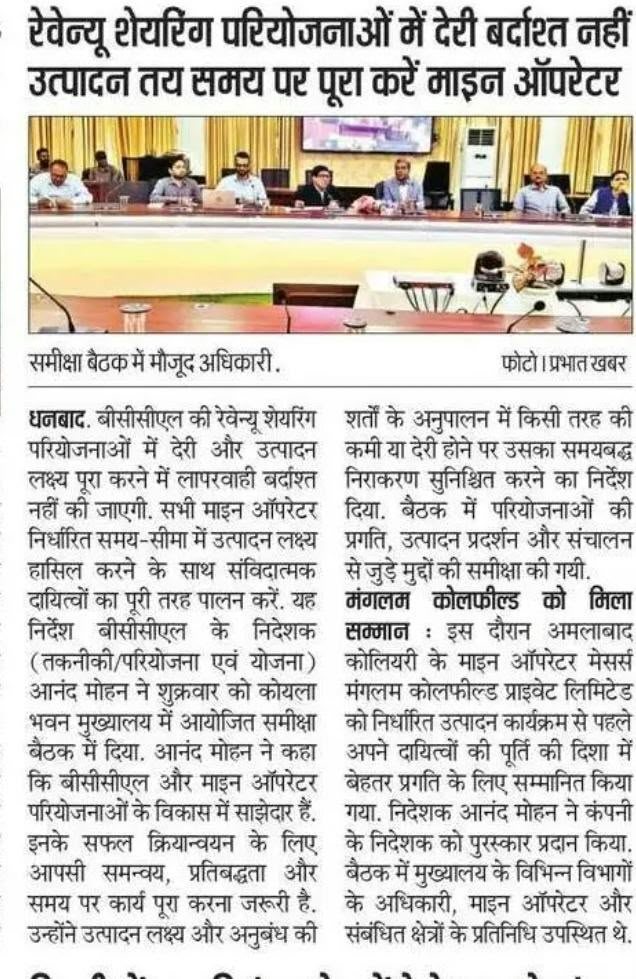 रेवेन्यू शेयरिंग परियोजनाओं में देरी बर्दाश्त नहीं
उत्पादन तय समय पर पूरा करें माइन ऑपरेटर
समीक्षा बैठक में मौजूद अधिकारी.
फोटो। प्रभात खबर
धनबाद. बीसीसीएल की रेवेन्यू शेयरिंग
परियोजनाओं में देरी और उत्पादन
लक्ष्य पूरा करने में लापरवाही बर्दाश्त
नहीं की जाएगी. सभी माइन ऑपरेटर
निर्धारित समय-सीमा में उत्पादन लक्ष्य
हासिल करने के साथ संविदात्मक
दायित्वों का पूरी तरह पालन करें. यह
निर्देश बीसीसीएल के निदेशक
(तकनीकी/परियोजना एवं योजना)
आनंद मोहन ने शुक्रवार को कोयला
भवन मुख्यालय में आयोजित समीक्षा
बैठक में दिया. आनंद मोहन ने कहा
कि बीसीसीएल और माइन ऑपरेटर
परियोजनाओं के विकास में साझेदार हैं.
इनके सफल क्रियान्वयन के लिए
आपसी समन्वय, प्रतिबद्धता और
समय पर कार्य पूरा करना जरूरी है.
उन्होंने उत्पादन लक्ष्य और अनुबंध की
शर्तों के अनुपालन में किसी तरह की
कमी या देरी होने पर उसका समयबद्ध
निराकरण सुनिश्चित करने का निर्देश
दिया. बैठक में परियोजनाओं की
प्रगति, उत्पादन प्रदर्शन और संचालन
से जुड़े मुद्दों की समीक्षा की गयी.
मंगलम कोलफील्ड को मिला
सम्मान : इस दौरान अमलाबाद
कोलियरी के माइन ऑपरेटर मेसर्स
मंगलम कोलफील्ड प्राइवेट लिमिटेड
को निर्धारित उत्पादन कार्यक्रम से पहले
अपने दायित्वों की पूर्ति की दिशा में
बेहतर प्रगति के लिए सम्मानित किया
गया. निदेशक आनंद मोहन ने कंपनी
के निदेशक को पुरस्कार प्रदान किया.
बैठक में मुख्यालय के विभिन्न विभागों
के अधिकारी, माइन ऑपरेटर और
संबंधित क्षेत्रों के प्रतिनिधि उपस्थित थे.